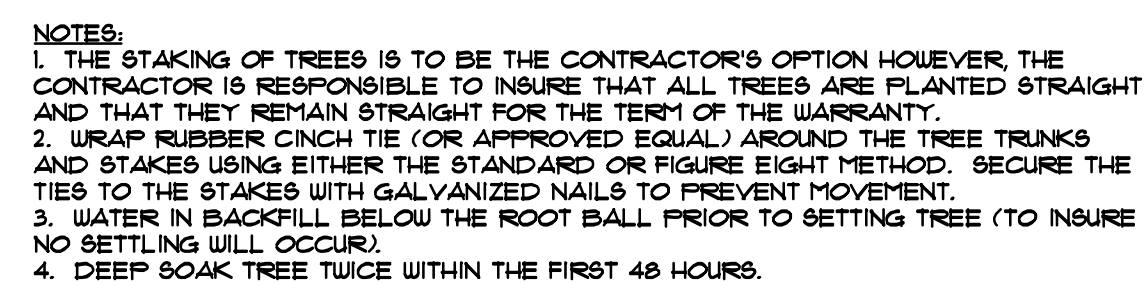 NOTES:
1. THE STAKING OF TREES IS TO BE THE CONTRACTOR'S OPTION HOWEVER, THE
CONTRACTOR IS RESPONSIBLE TO INSURE THAT ALL TREES ARE PLANTED STRAIGHT
AND THAT THEY REMAIN STRAIGHT FOR THE TERM OF THE WARRANTY.
2. WRAP RUBBER CINCH TIE (OR APPROVED EQUAL) AROUND THE TREE TRUNKS
AND STAKES USING EITHER THE STANDARD OR FIGURE EIGHT METHOD. SECURE THE
TIES TO THE STAKES WITH GALVANIZED NAILS TO PREVENT MOVEMENT.
3. WATER IN BACKFILL BELOW THE ROOT BALL PRIOR TO SETTING TREE (TO INSURE
NO SETTLING WILL OCCUR).
4. DEEP SOAK TREE TWICE WITHIN THE FIRST 48 HOURS.